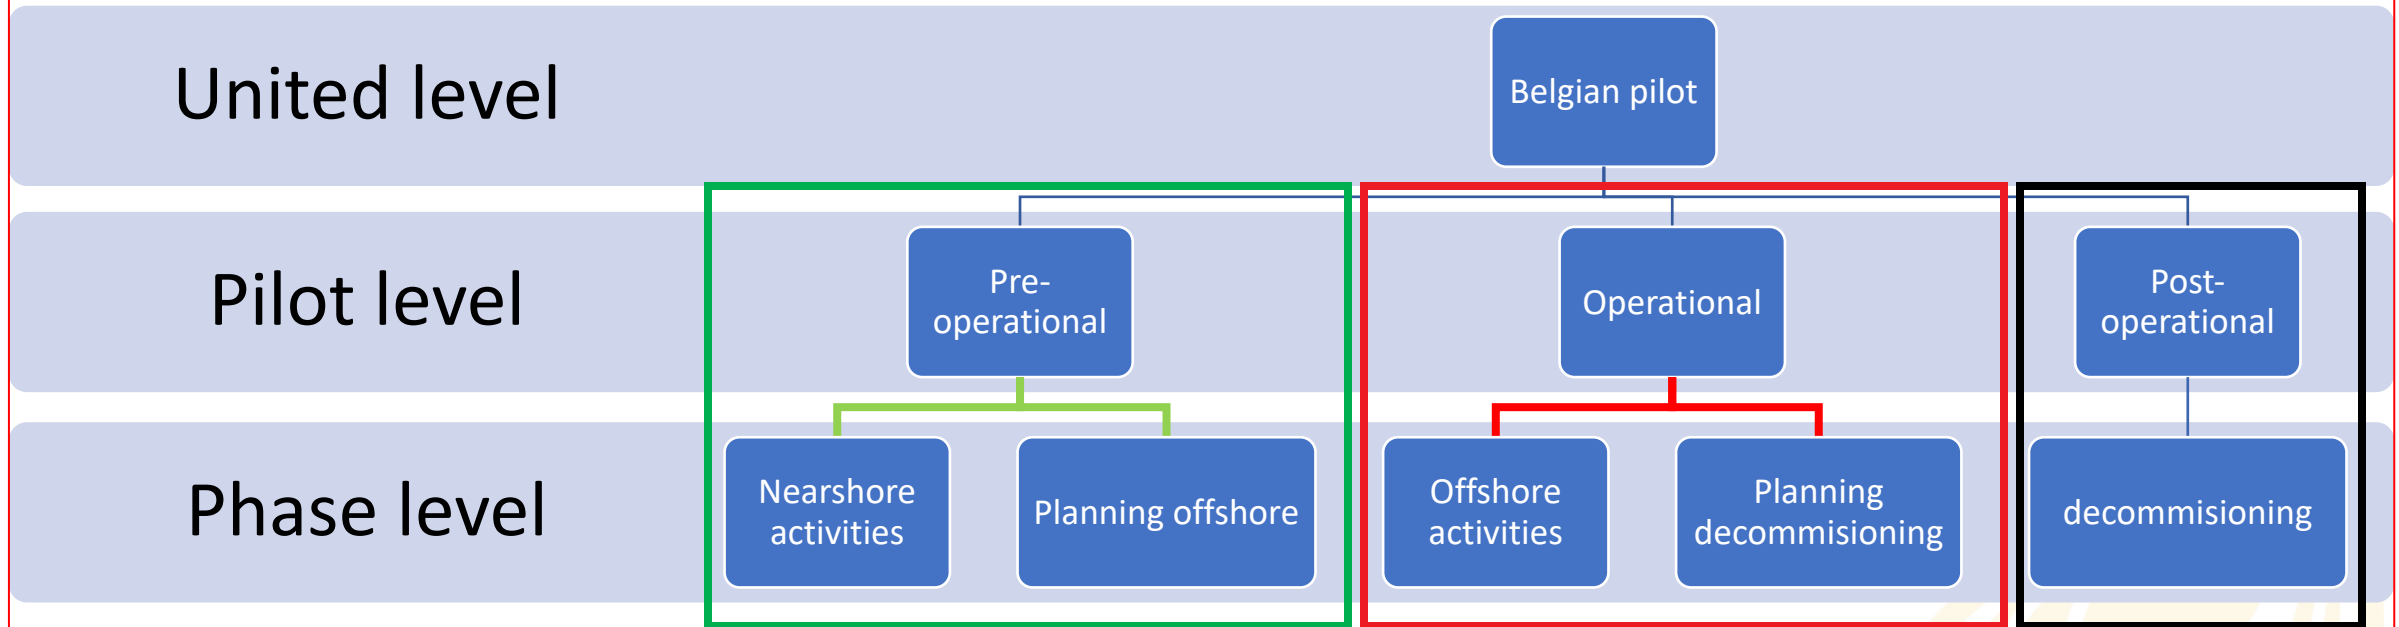 United level
Belgian pilot
Pilot level
Pre-
operational
Operational
Post-
operational
Phase level
Nearshore
activities
Planning offshore
Offshore
activities
Planning
decommisioning
decommisioning